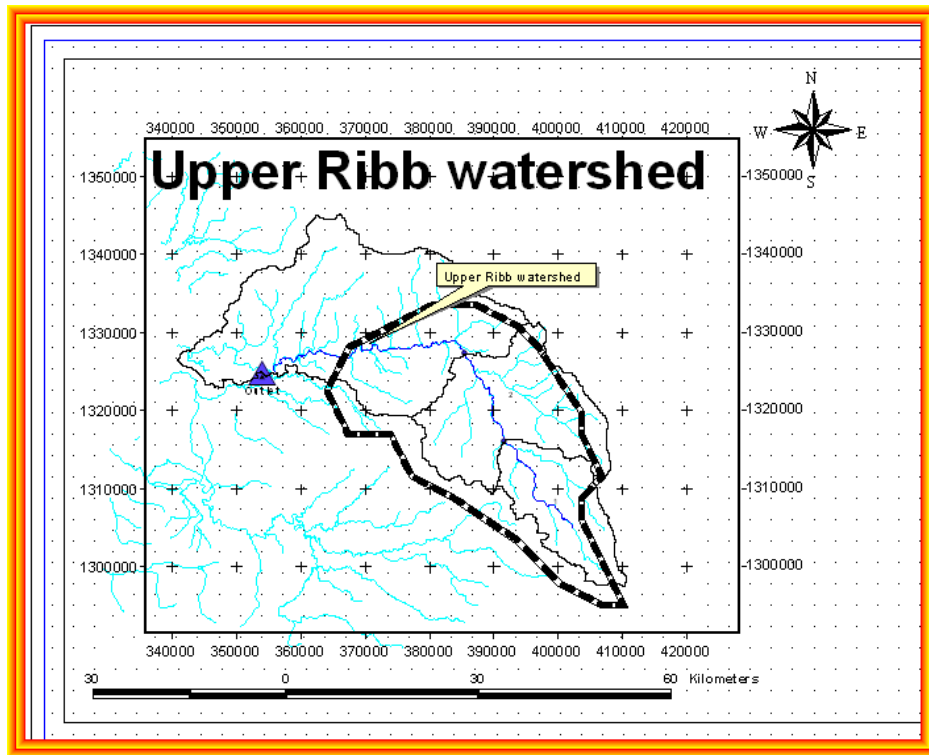 N
340000 350000 360000 370000 380000 390000 400000 410000 420000
W E
Upper Ribb watershed
S
1350000 1350000
1340000 1340000
Upper Ribb watershed
1330000 1330000
Outlet
2
1320000 1320000
1310000 1310000
1
1300000 1300000
340000 350000 360000 370000 380000 390000 400000 410000 420000
30 0 30 60 Kilometers